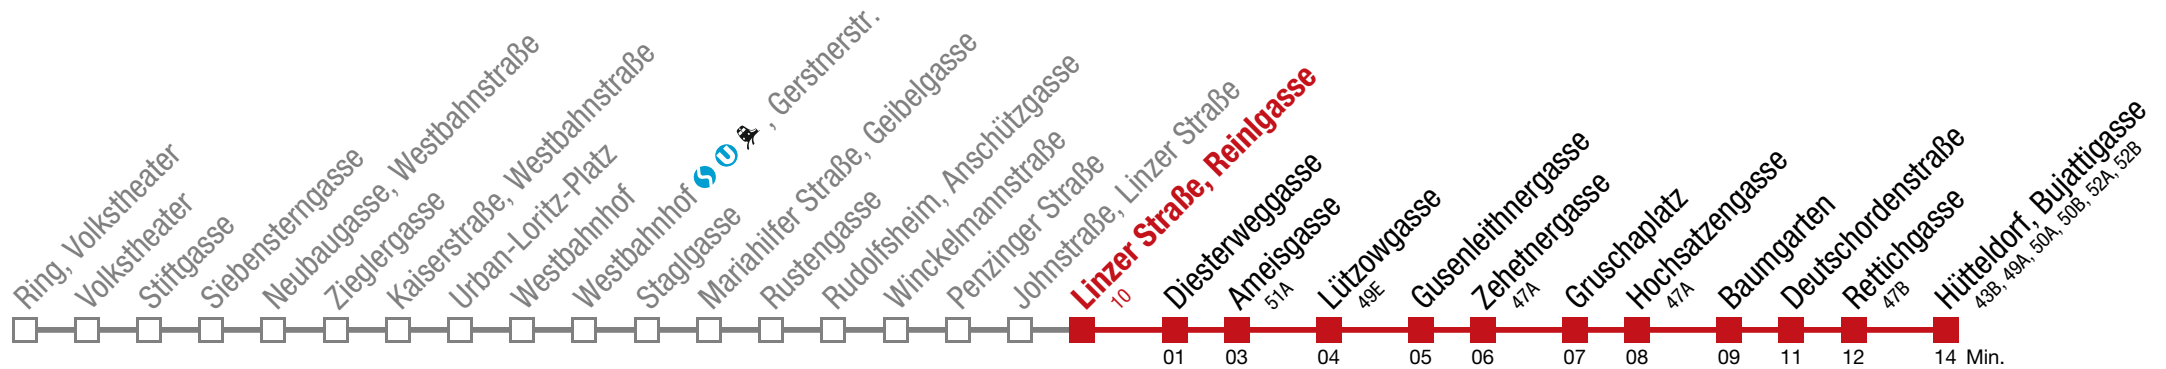 Ring, Volkstheater
Volkstheater
Stiftgasse
Siebensterngasse
Neubaugasse, Westbahnstraße
Zieglergasse
Kaiserstraße, Westbahnstraße
Urban-Loritz-Platz
Westbahnhof
Westbahnhof S U , Gerstnerstr.
Staglgasse
Mariahilfer Straße, Geibelgasse
Rustengasse
Rudolfsheim, Anschützgasse
Winckelmannstraße
Penzinger Straße
Johnstraße, Linzer Straße
Linzer Straße, Reinlgasse
10
Diesterweggasse
Ameisgasse
51A
Lützowgasse
49E
Gusenleithnergasse
Zehetnergasse
47A
Gruschaplatz
Hochsatzengasse
47A
Baumgarten
Deutschordenstraße
Rettichgasse
47B
Hütteldorf, Bujattigasse
43B, 49A, 50A, 50B, 52A, 52B
01 03 04 05 06 07 08 09 11 12 14 Min.